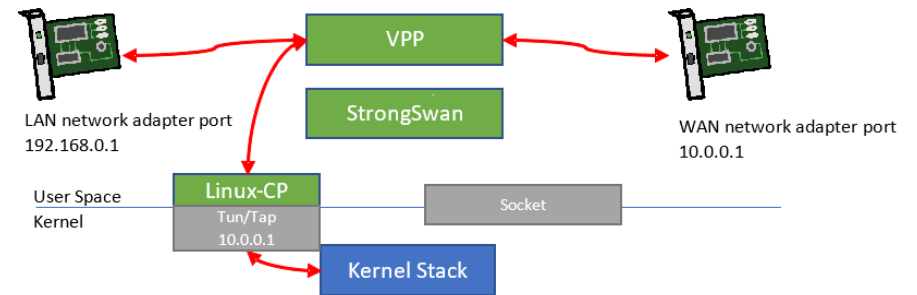 VPP
StrongSwan
LAN network adapter port
192.168.0.1
WAN network adapter port
10.0.0.1
User Space
Kernel
Linux-CP
Tun/Tap
10.0.0.1
Socket
Kernel Stack